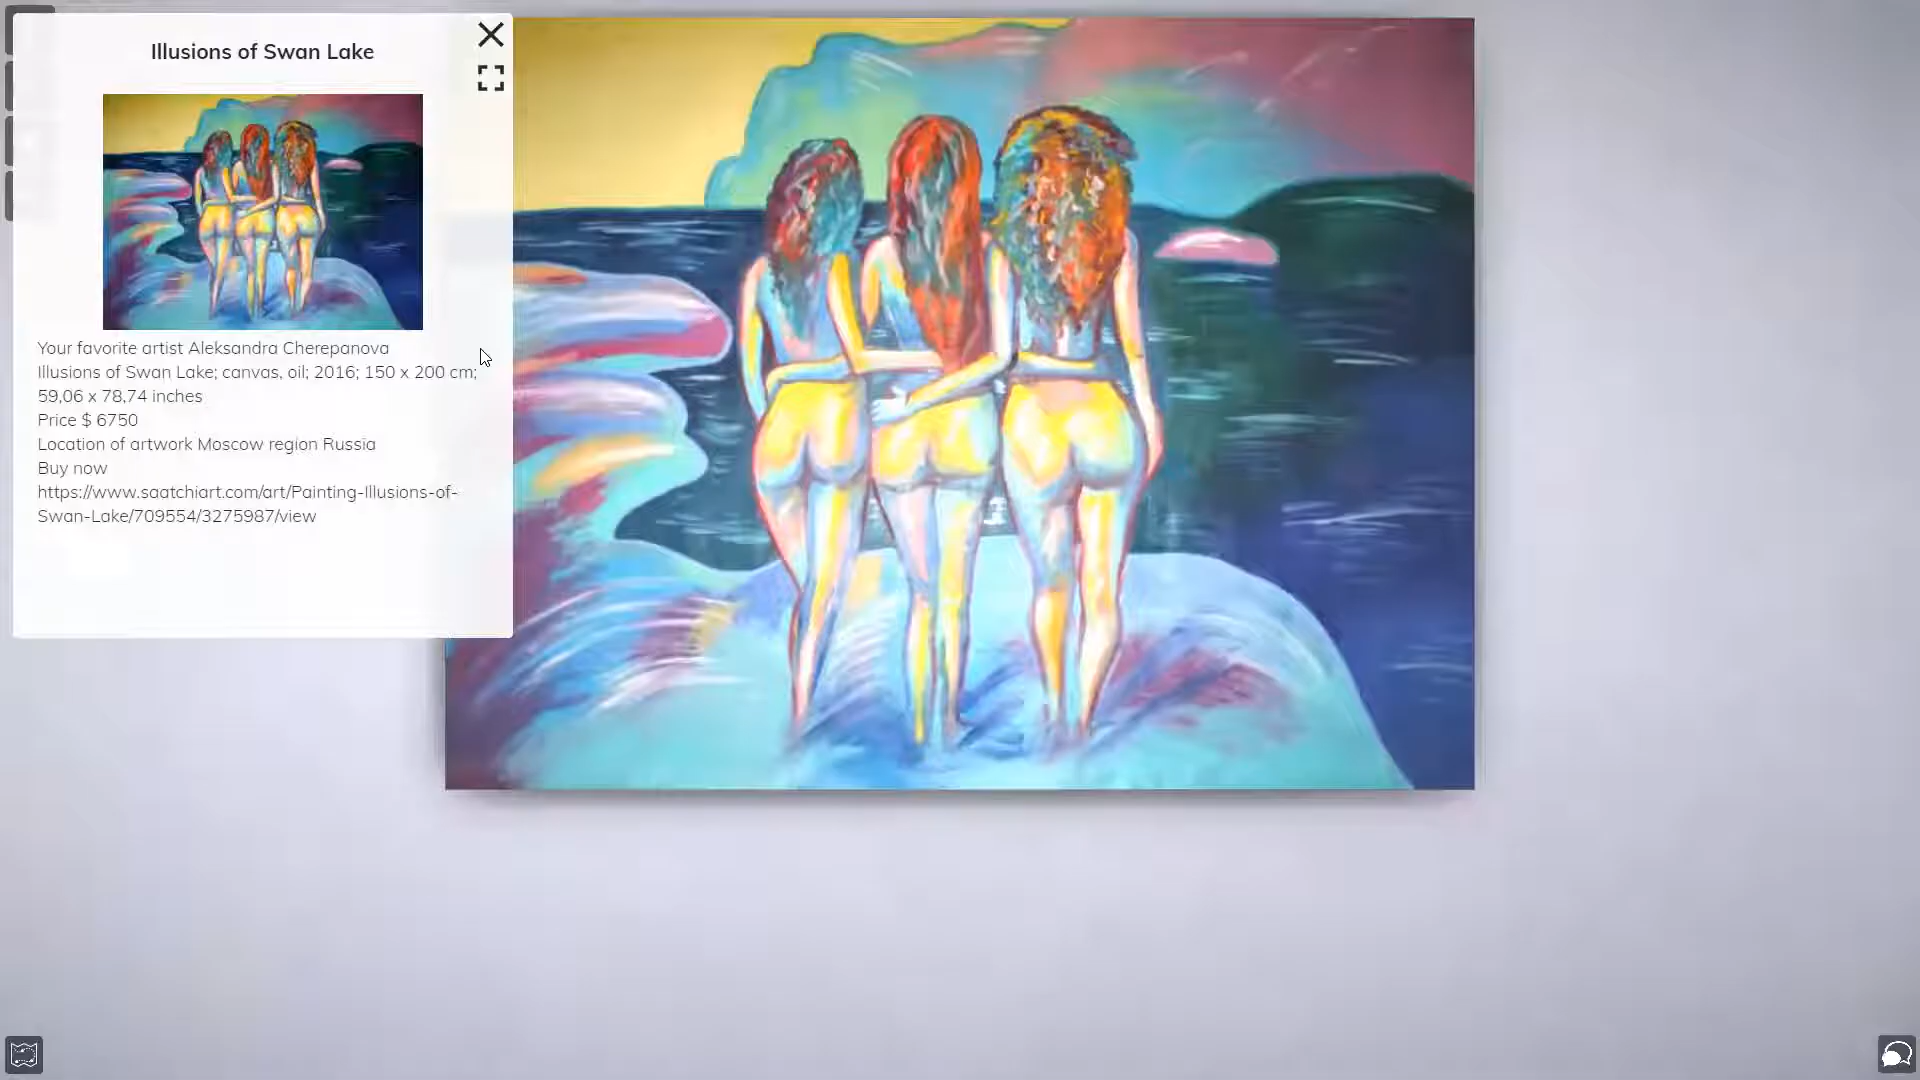 Illusions of Swan Lake
Your favorite artist Aleksandra Cherepanova
Illusions of Swan Lake; canvas, oil; 2016; 150 x 200 cm;
59,06 x 78,74 inches
Price $ 6750
Location of artwork Moscow region Russia
Buy now
https://www.saatchiart.com/art/Painting-Illusions-of-
Swan-Lake/709554/3275987/view